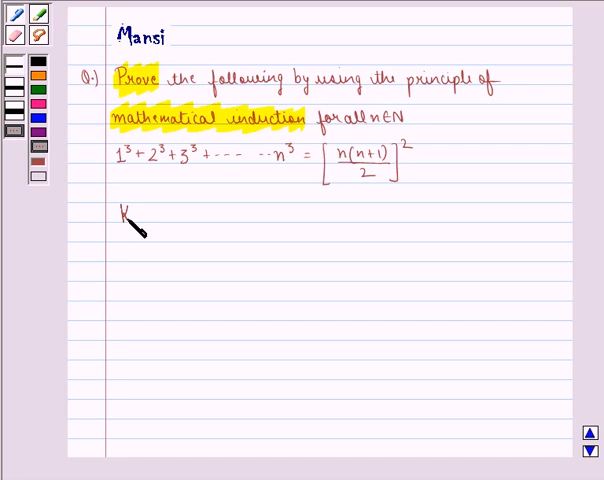 Mansi
Q.) Prove the following by using the principle of
mathematical induction for all n∈N
1³ + 2³ + 3³ + ---- -- n³ = [n(n+1)/2]²
K